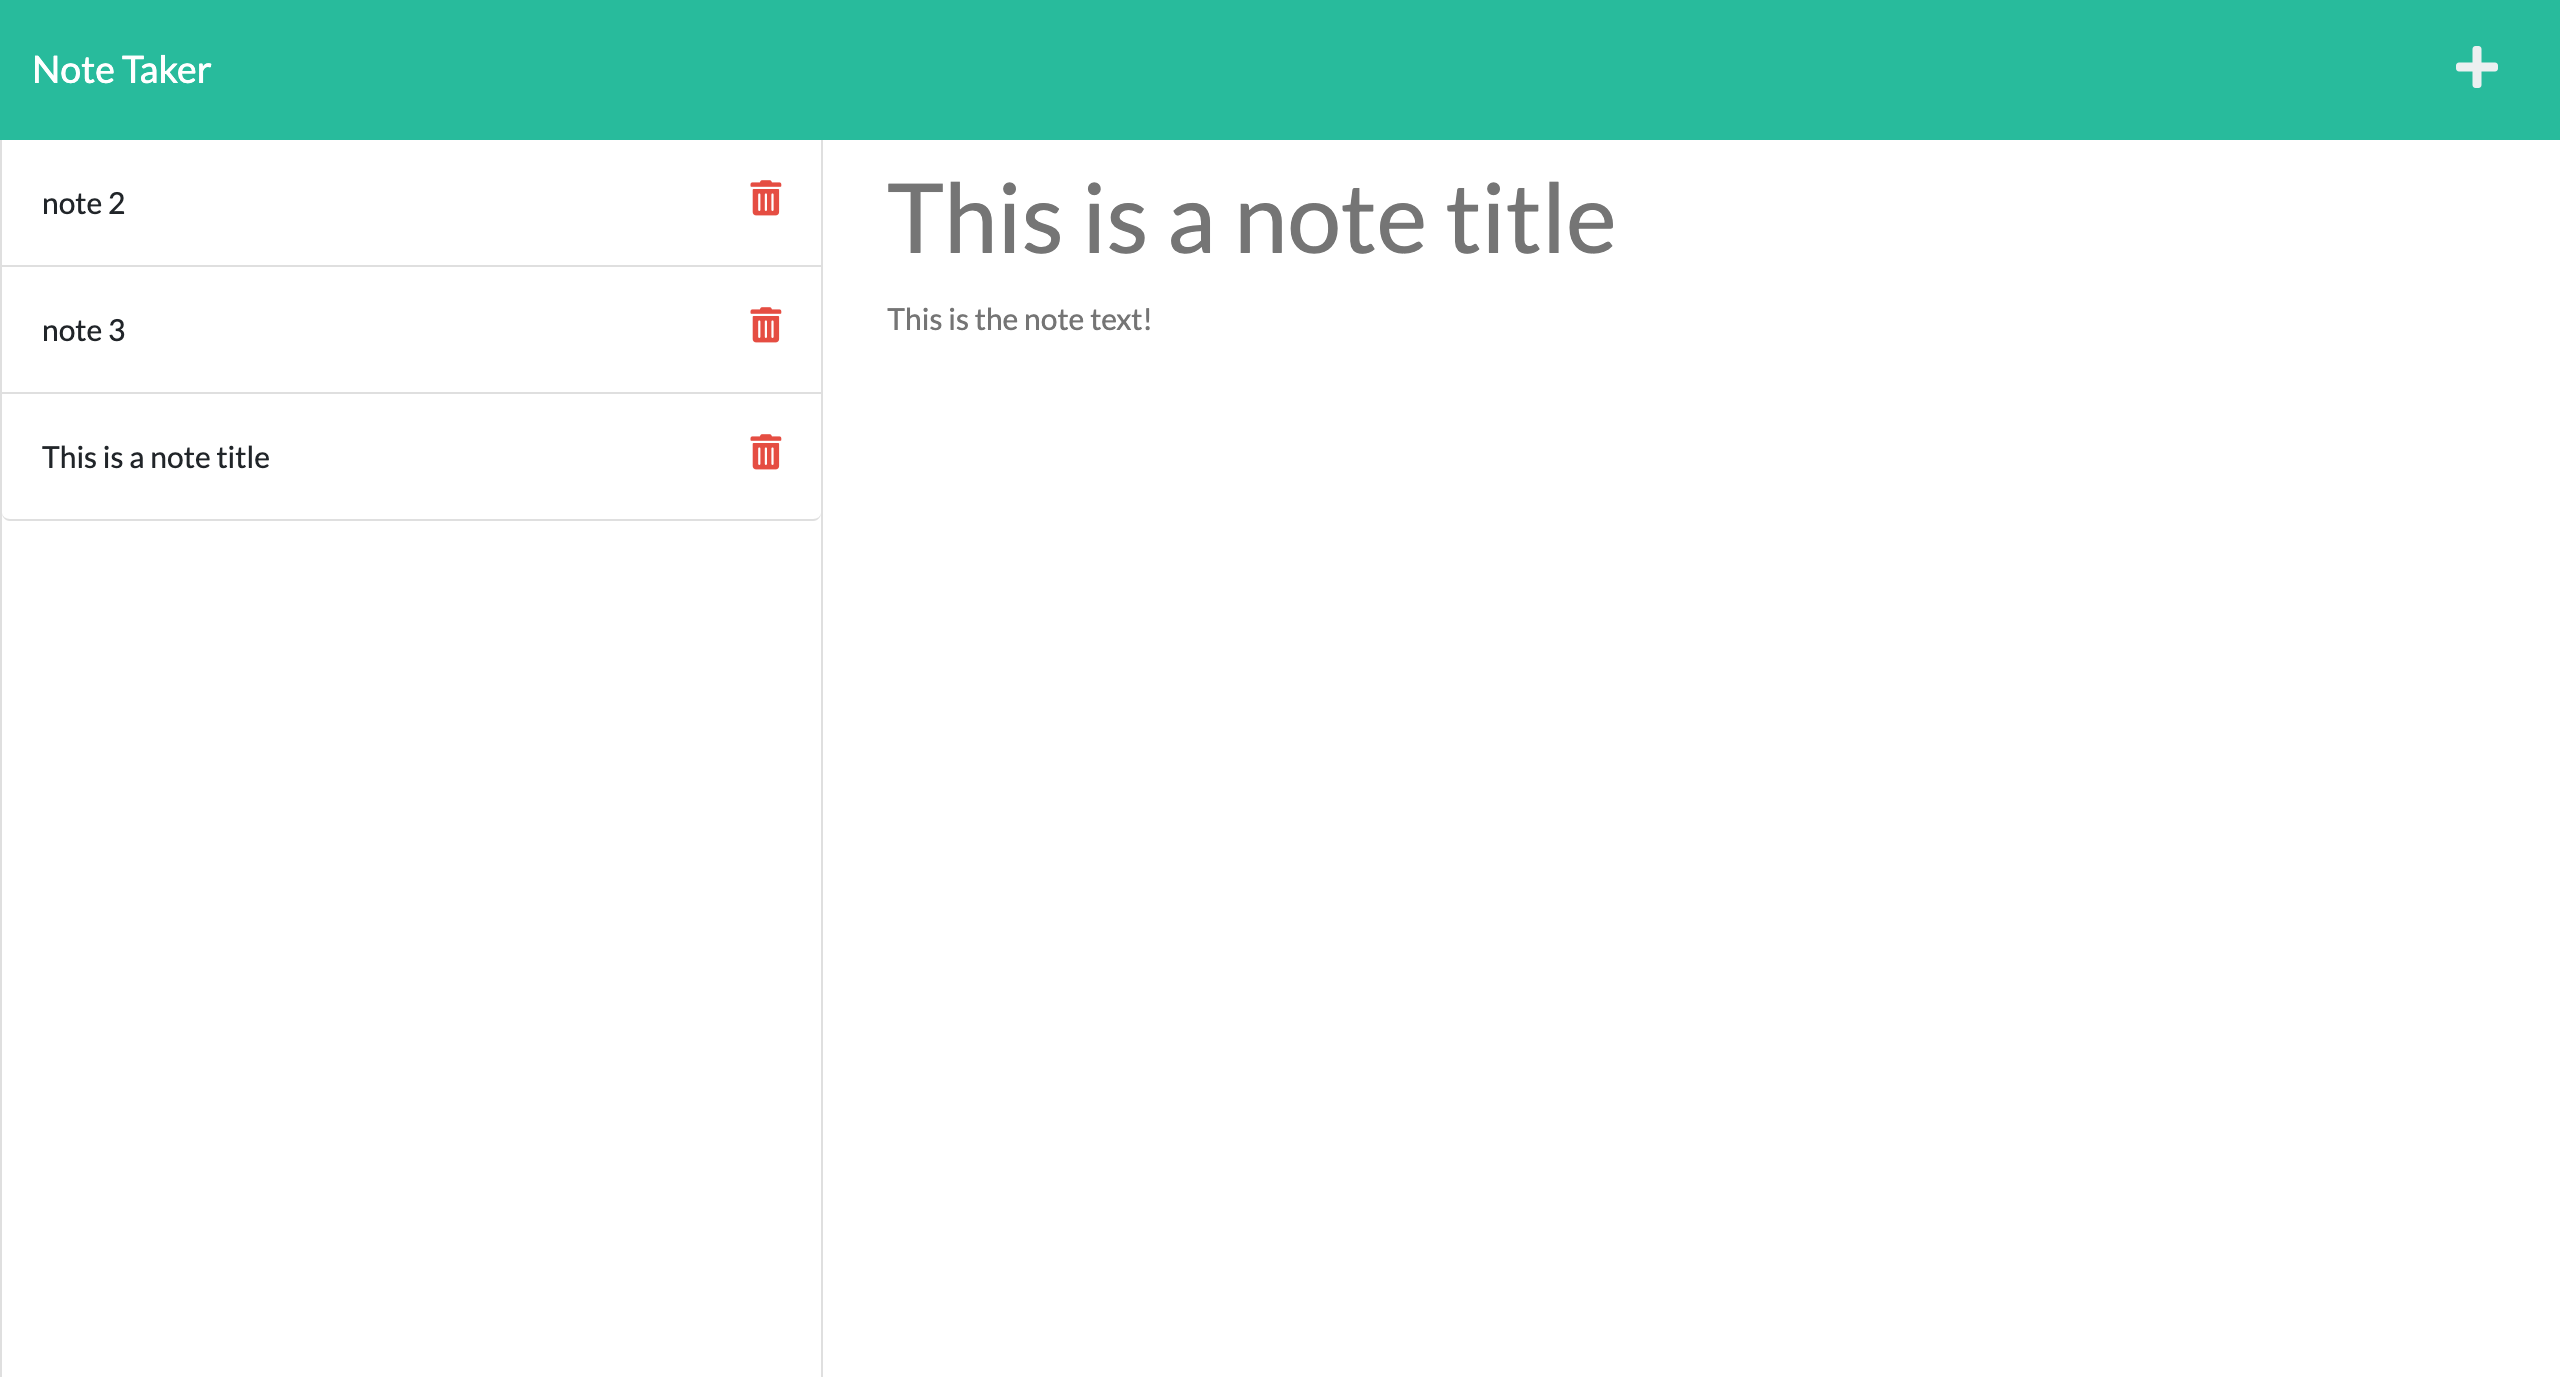 Note Taker
note 2
note 3
This is a note title
This is a note title
This is the note text!